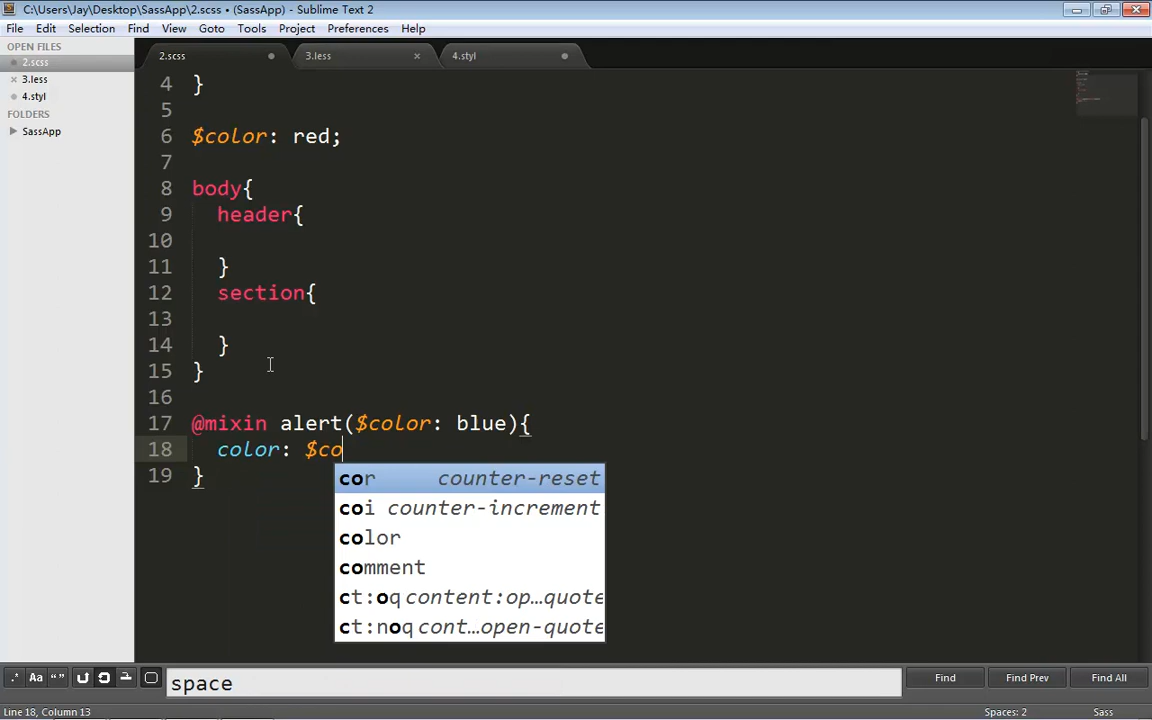 C:\Users\Jay\Desktop\SassApp\2.scss • (SassApp) - Sublime Text 2
File Edit Selection Find View Goto Tools Project Preferences Help
OPEN FILES
2.scss
3.less
4.styl
FOLDERS
SassApp
2.scss 3.less 4.styl
4 }
5
6 $color: red;
7
8 body{
9 header{
10
11 }
12 section{
13
14 }
15 }
16
17 @mixin alert($color: blue){
18 color: $co
19 }
cor counter-reset
coi counter-increment
color
comment
ct:oq content:op…quote
ct:noq cont…open-quote
.* Aa “” space Find Find Prev Find All
Line 18, Column 13 Spaces: 2 Sass